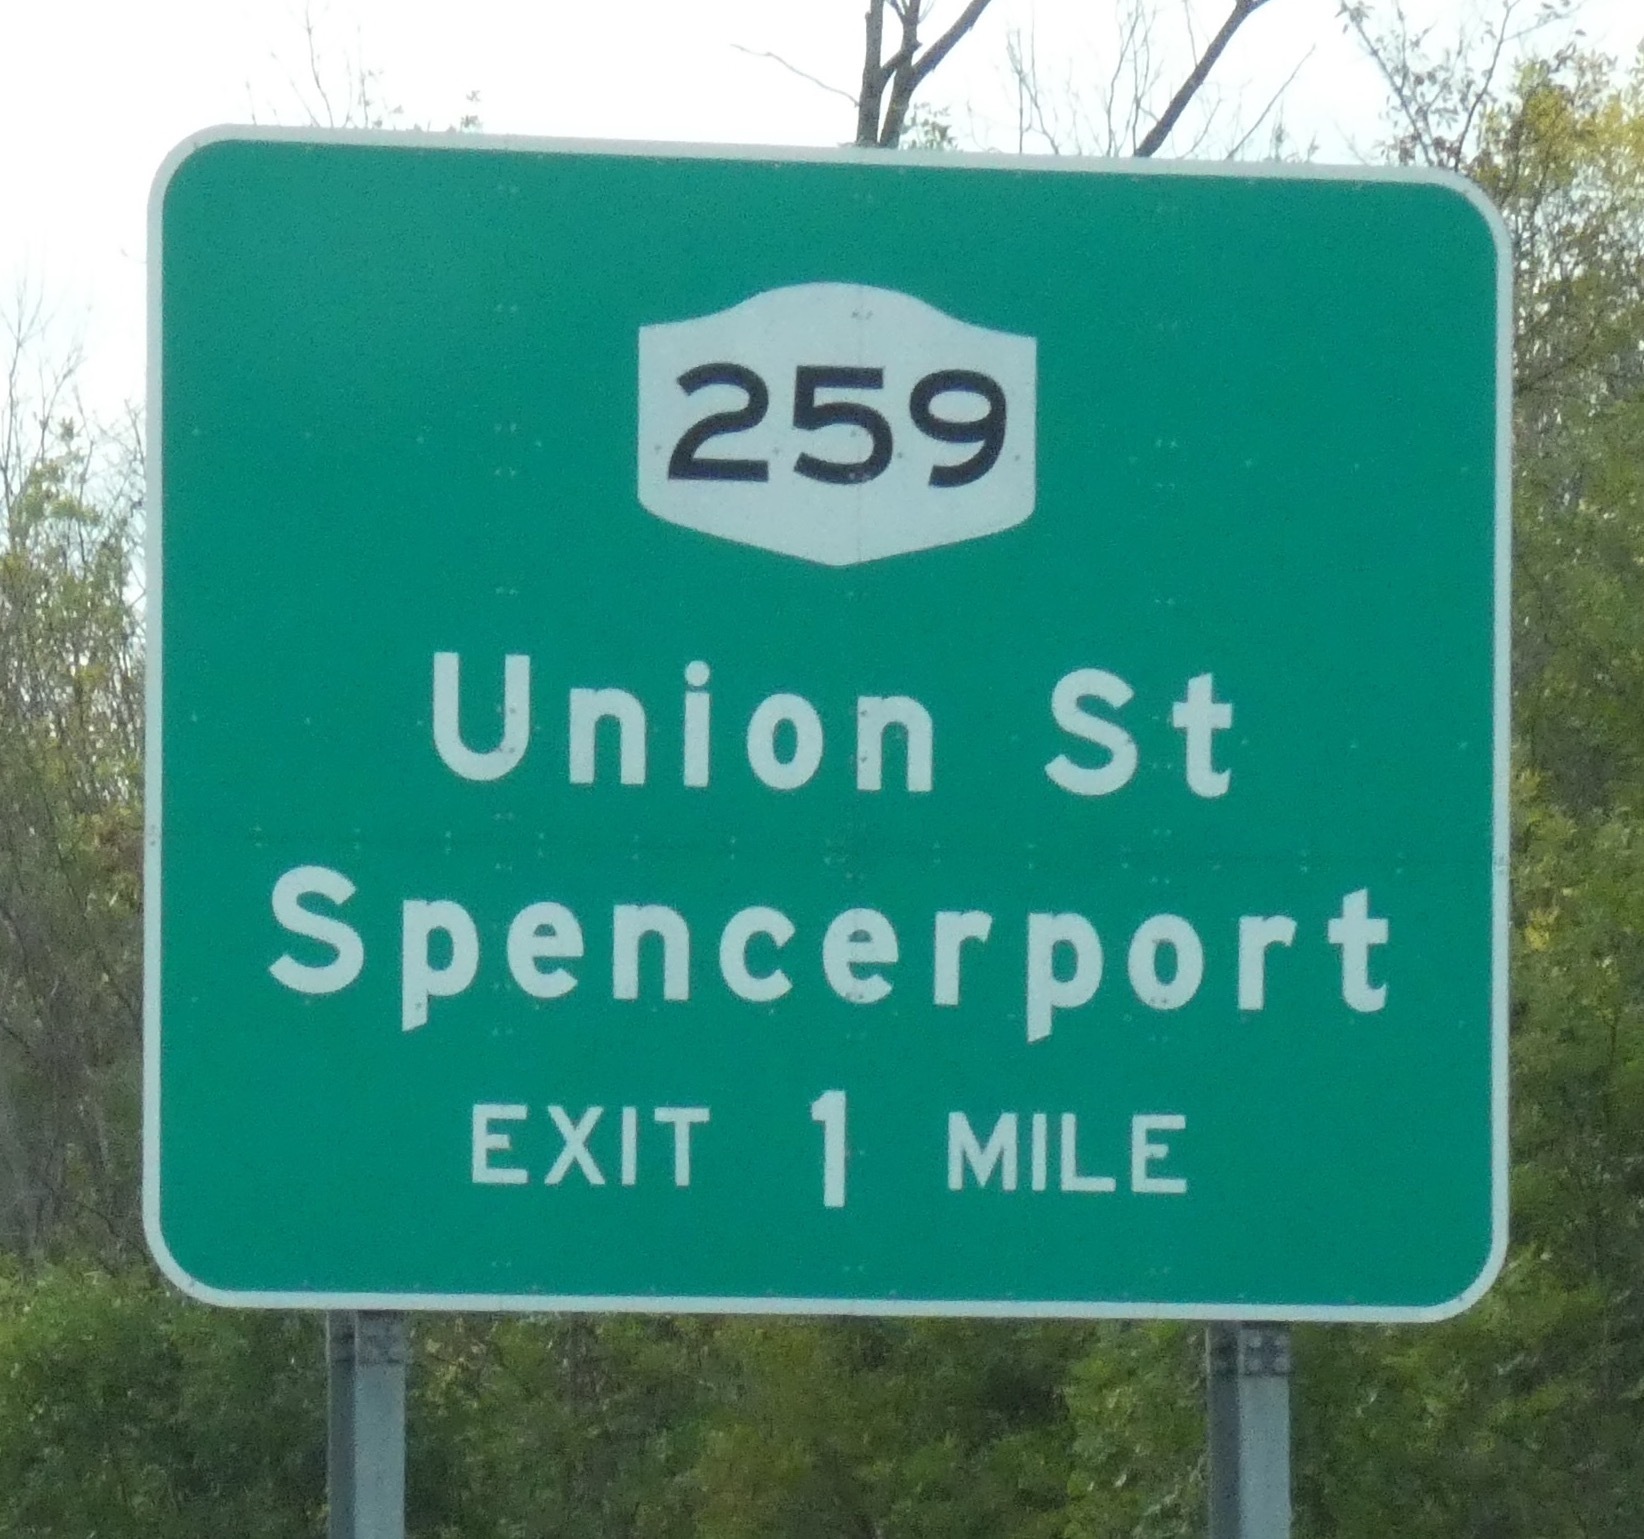 259
Union St
Spencerport
EXIT 1 MILE